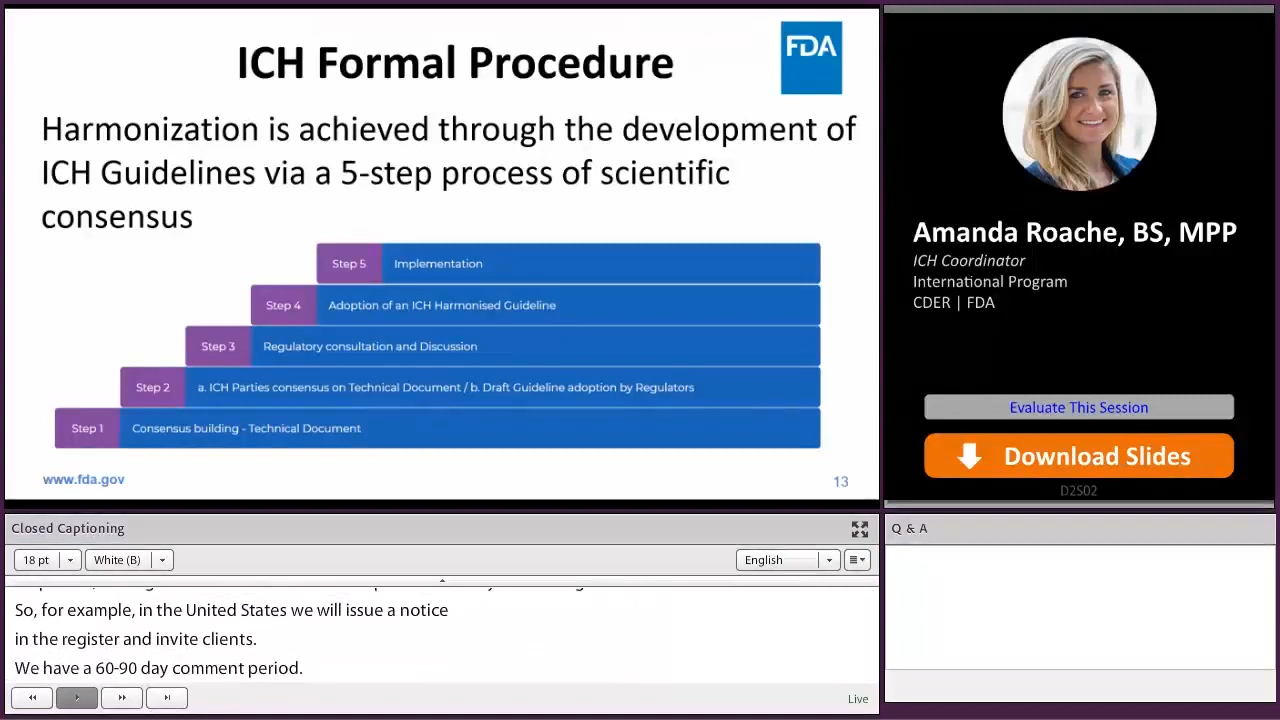 ICH Formal Procedure
FDA
Harmonization is achieved through the development of
ICH Guidelines via a 5-step process of scientific
consensus
Step 5 Implementation
Step 4 Adoption of an ICH Harmonised Guideline
Step 3 Regulatory consultation and Discussion
Step 2 a. ICH Parties consensus on Technical Document / b. Draft Guideline adoption by Regulators
Step 1 Consensus building - Technical Document
www.fda.gov
13
Amanda Roache, BS, MPP
ICH Coordinator
International Program
CDER | FDA
Evaluate This Session
Download Slides
D2S02
Closed Captioning
18 pt
White (B)
English
So, for example, in the United States we will issue a notice
in the register and invite clients.
We have a 60-90 day comment period.
Live
Q & A